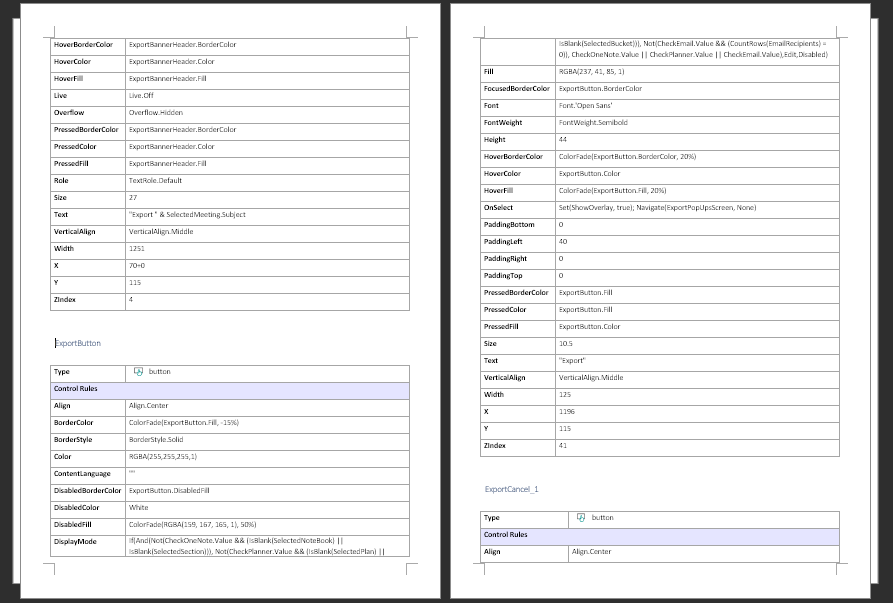 HoverBorderColor ExportBannerHeader.BorderColor
HoverColor ExportBannerHeader.Color
HoverFill ExportBannerHeader.Fill
Live Live.Off
Overflow Overflow.Hidden
PressedBorderColor ExportBannerHeader.BorderColor
PressedColor ExportBannerHeader.Color
PressedFill ExportBannerHeader.Fill
Role TextRole.Default
Size 27
Text "Export " & SelectedMeeting.Subject
VerticalAlign VerticalAlign.Middle
Width 1251
X 70+0
Y 115
ZIndex 4
ExportButton
Type button
Control Rules
Align Align.Center
BorderColor ColorFade(ExportButton.Fill, -15%)
BorderStyle BorderStyle.Solid
Color RGBA(255,255,255,1)
ContentLanguage ""
DisabledBorderColor ExportButton.DisabledFill
DisabledColor White
DisabledFill ColorFade(RGBA(159, 167, 165, 1), 50%)
DisplayMode If(And(Not(CheckOneNote.Value && (IsBlank(SelectedNoteBook) ||
IsBlank(SelectedSection))), Not(CheckPlanner.Value && (IsBlank(SelectedPlan) ||
IsBlank(SelectedBucket))), Not(CheckEmail.Value && (CountRows(EmailRecipients) =
0)), CheckOneNote.Value || CheckPlanner.Value || CheckEmail.Value),Edit,Disabled)
Fill RGBA(237, 41, 85, 1)
FocusedBorderColor ExportButton.BorderColor
Font Font.'Open Sans'
FontWeight FontWeight.Semibold
Height 44
HoverBorderColor ColorFade(ExportButton.BorderColor, 20%)
HoverColor ExportButton.Color
HoverFill ColorFade(ExportButton.Fill, 20%)
OnSelect Set(ShowOverlay, true); Navigate(ExportPopUpsScreen, None)
PaddingBottom 0
PaddingLeft 40
PaddingRight 0
PaddingTop 0
PressedBorderColor ExportButton.Fill
PressedColor ExportButton.Fill
PressedFill ExportButton.Color
Size 10.5
Text "Export"
VerticalAlign VerticalAlign.Middle
Width 125
X 1196
Y 115
ZIndex 41
ExportCancel_1
Type button
Control Rules
Align Align.Center